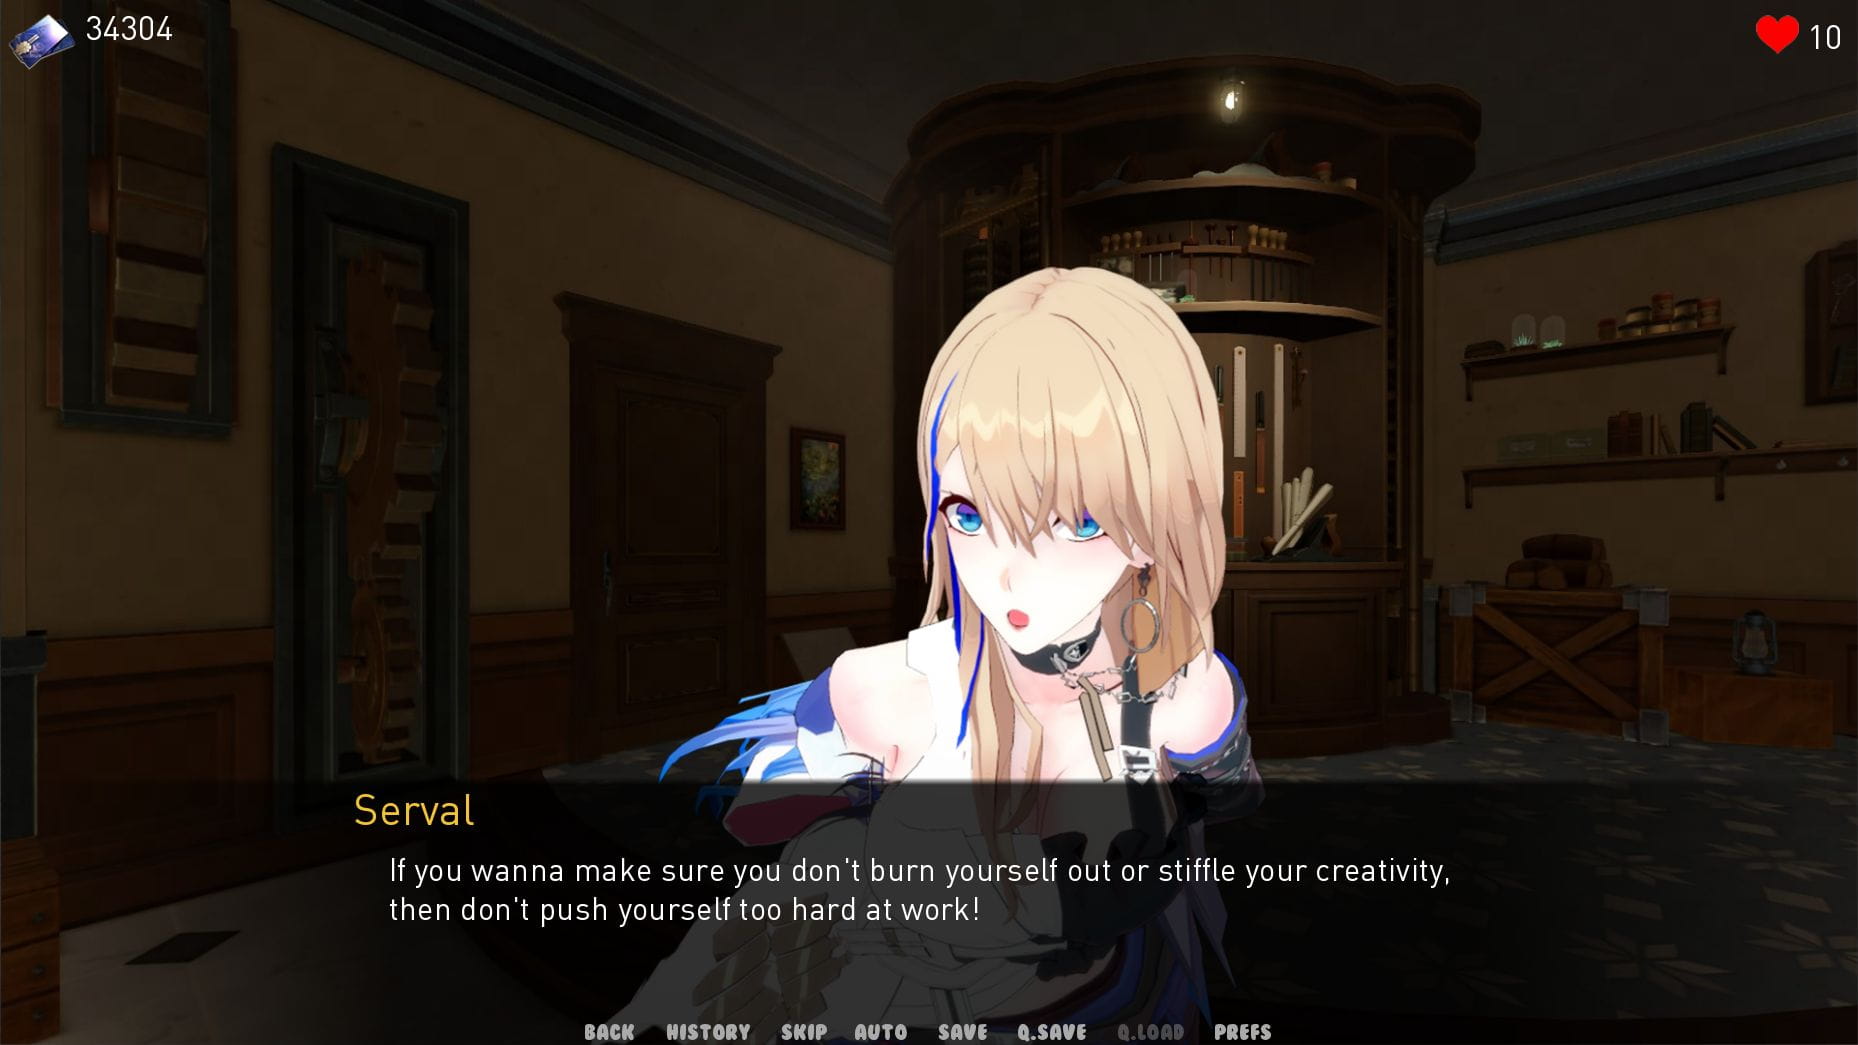 34304
10
Serval
If you wanna make sure you don't burn yourself out or stiffle your creativity,
then don't push yourself too hard at work!
BACK HISTORY SKIP AUTO SAVE Q.SAVE Q.LOAD PREFS